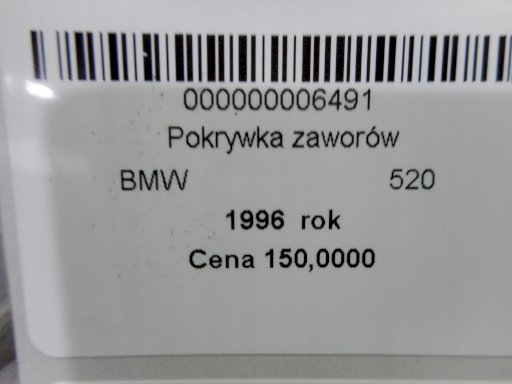 000000006491
Pokrywka zaworów
BMW 520
1996 rok
Cena 150,0000